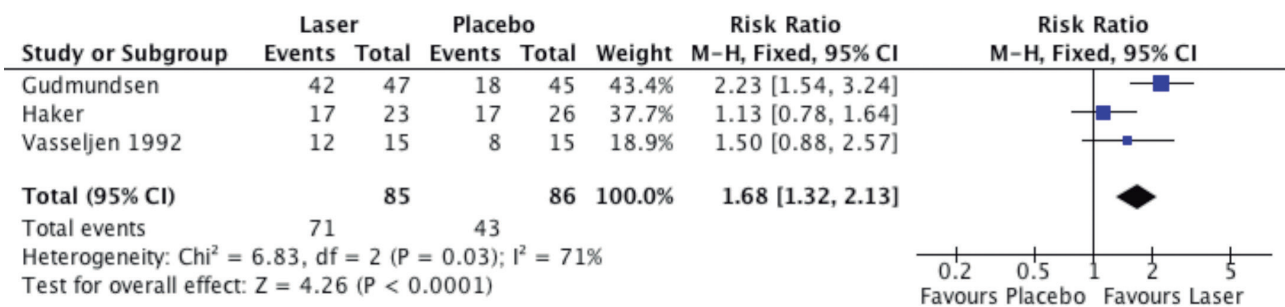 Laser Placebo Risk Ratio Risk Ratio
Study or Subgroup Events Total Events Total Weight M-H, Fixed, 95% CI M-H, Fixed, 95% CI
Gudmundsen 42 47 18 45 43.4% 2.23 [1.54, 3.24]
Haker 17 23 17 26 37.7% 1.13 [0.78, 1.64]
Vasseljen 1992 12 15 8 15 18.9% 1.50 [0.88, 2.57]
Total (95% CI) 85 86 100.0% 1.68 [1.32, 2.13]
Total events 71 43
Heterogeneity: Chi² = 6.83, df = 2 (P = 0.03); I² = 71%
Test for overall effect: Z = 4.26 (P < 0.0001)
0.2 0.5 1 2 5
Favours Placebo Favours Laser